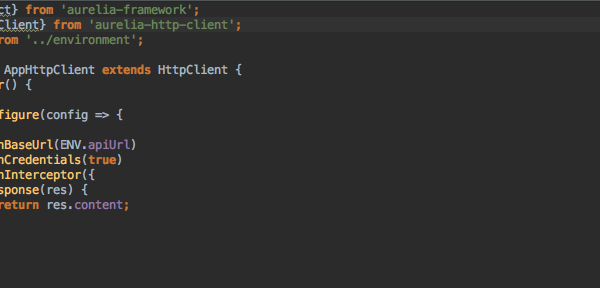 ct} from 'aurelia-framework';
Client} from 'aurelia-http-client';
rom '../environment';
AppHttpClient extends HttpClient {
r() {
figure(config => {
hBaseUrl(ENV.apiUrl)
hCredentials(true)
hInterceptor({
sponse(res) {
return res.content;